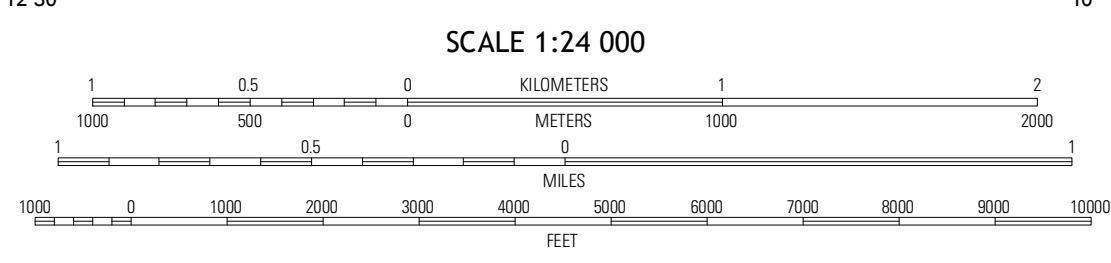 12'30"
10'
SCALE 1:24 000
1 0.5 0 KILOMETERS 1 2
1000 500 0 METERS 1000 2000
1 0.5 0 1
MILES
1000 0 1000 2000 3000 4000 5000 6000 7000 8000 9000 10000
FEET